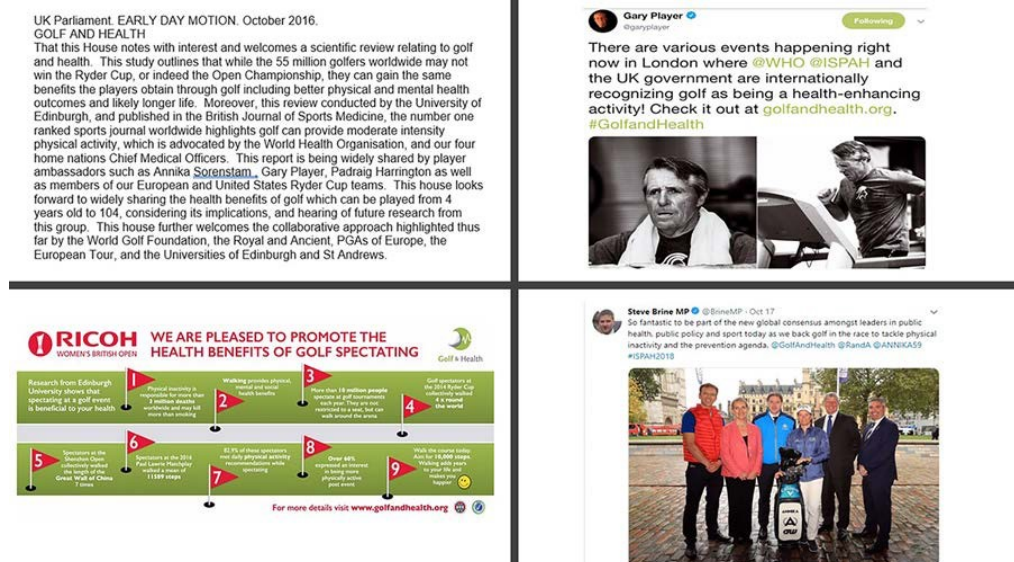 UK Parliament. EARLY DAY MOTION. October 2016.
GOLF AND HEALTH
That this House notes with interest and welcomes a scientific review relating to golf
and health. This study outlines that while the 55 million golfers worldwide may not
win the Ryder Cup, or indeed the Open Championship, they can gain the same
benefits the players obtain through golf including better physical and mental health
outcomes and likely longer life. Moreover, this review conducted by the University of
Edinburgh, and published in the British Journal of Sports Medicine, the number one
ranked sports journal worldwide highlights golf can provide moderate intensity
physical activity, which is advocated by the World Health Organisation, and our four
home nations Chief Medical Officers. This report is being widely shared by player
ambassadors such as Annika Sorenstam , Gary Player, Padraig Harrington as well
as members of our European and United States Ryder Cup teams. This house looks
forward to widely sharing the health benefits of golf which can be played from 4
years old to 104, considering its implications, and hearing of future research from
this group. This house further welcomes the collaborative approach highlighted thus
far by the World Golf Foundation, the Royal and Ancient, PGAs of Europe, the
European Tour, and the Universities of Edinburgh and St Andrews.
Gary Player
@garyplayer
Following
There are various events happening right
now in London where @WHO @ISPAH and
the UK government are internationally
recognizing golf as being a health-enhancing
activity! Check it out at golfandhealth.org.
#GolfandHealth
RICOH
WOMEN'S BRITISH OPEN
WE ARE PLEASED TO PROMOTE THE
HEALTH BENEFITS OF GOLF SPECTATING
Golf & Health
Research from Edinburgh
University shows that
spectating at a golf event
is beneficial to your health
1
Physical inactivity is
responsible for more than
3 million deaths
worldwide and may kill
more than smoking
2
Walking provides physical,
mental and social
health benefits
3
More than 10 million people
spectate at golf tournaments
each year. They are not
restricted to a seat, but can
walk around the arena
4
Golf spectators at
the 2014 Ryder Cup
collectively walked
4 x round
the world
5
Spectators at the
Shenzhen Open
collectively walked
the length of the
Great Wall of China
7 times
6
Spectators at the 2016
Paul Lawrie Matchplay
walked a mean of
11589 steps
7
82.9% of these spectators
met daily physical activity
recommendations while
spectating
8
Over 60%
expressed an interest
in being more
physically active
post event
9
Walk the course today.
Aim for 10,000 steps.
Walking adds years
to your life and
makes you
happier
For more details visit www.golfandhealth.org
Steve Brine MP @BrineMP · Oct 17
So fantastic to be part of the new global consensus amongst leaders in public
health, public policy and sport today as we back golf in the race to tackle physical
inactivity and the prevention agenda. @GolfAndHealth @RandA @ANNIKA59
#ISPAH2018
ANNIKA